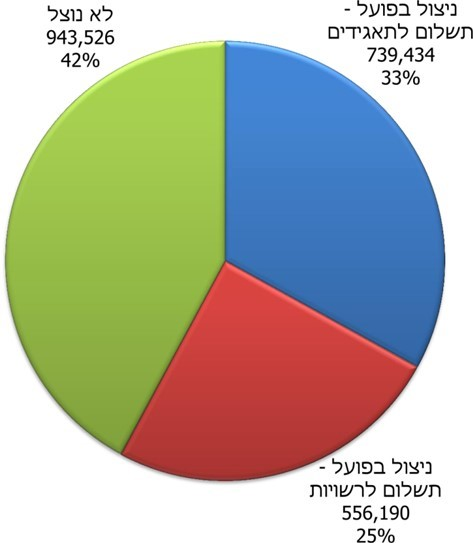 ניצול בפועל -
תשלום לתאגידים
739,434
33%
ניצול בפועל -
תשלום לרשויות
556,190
25%
לא נוצל
943,526
42%